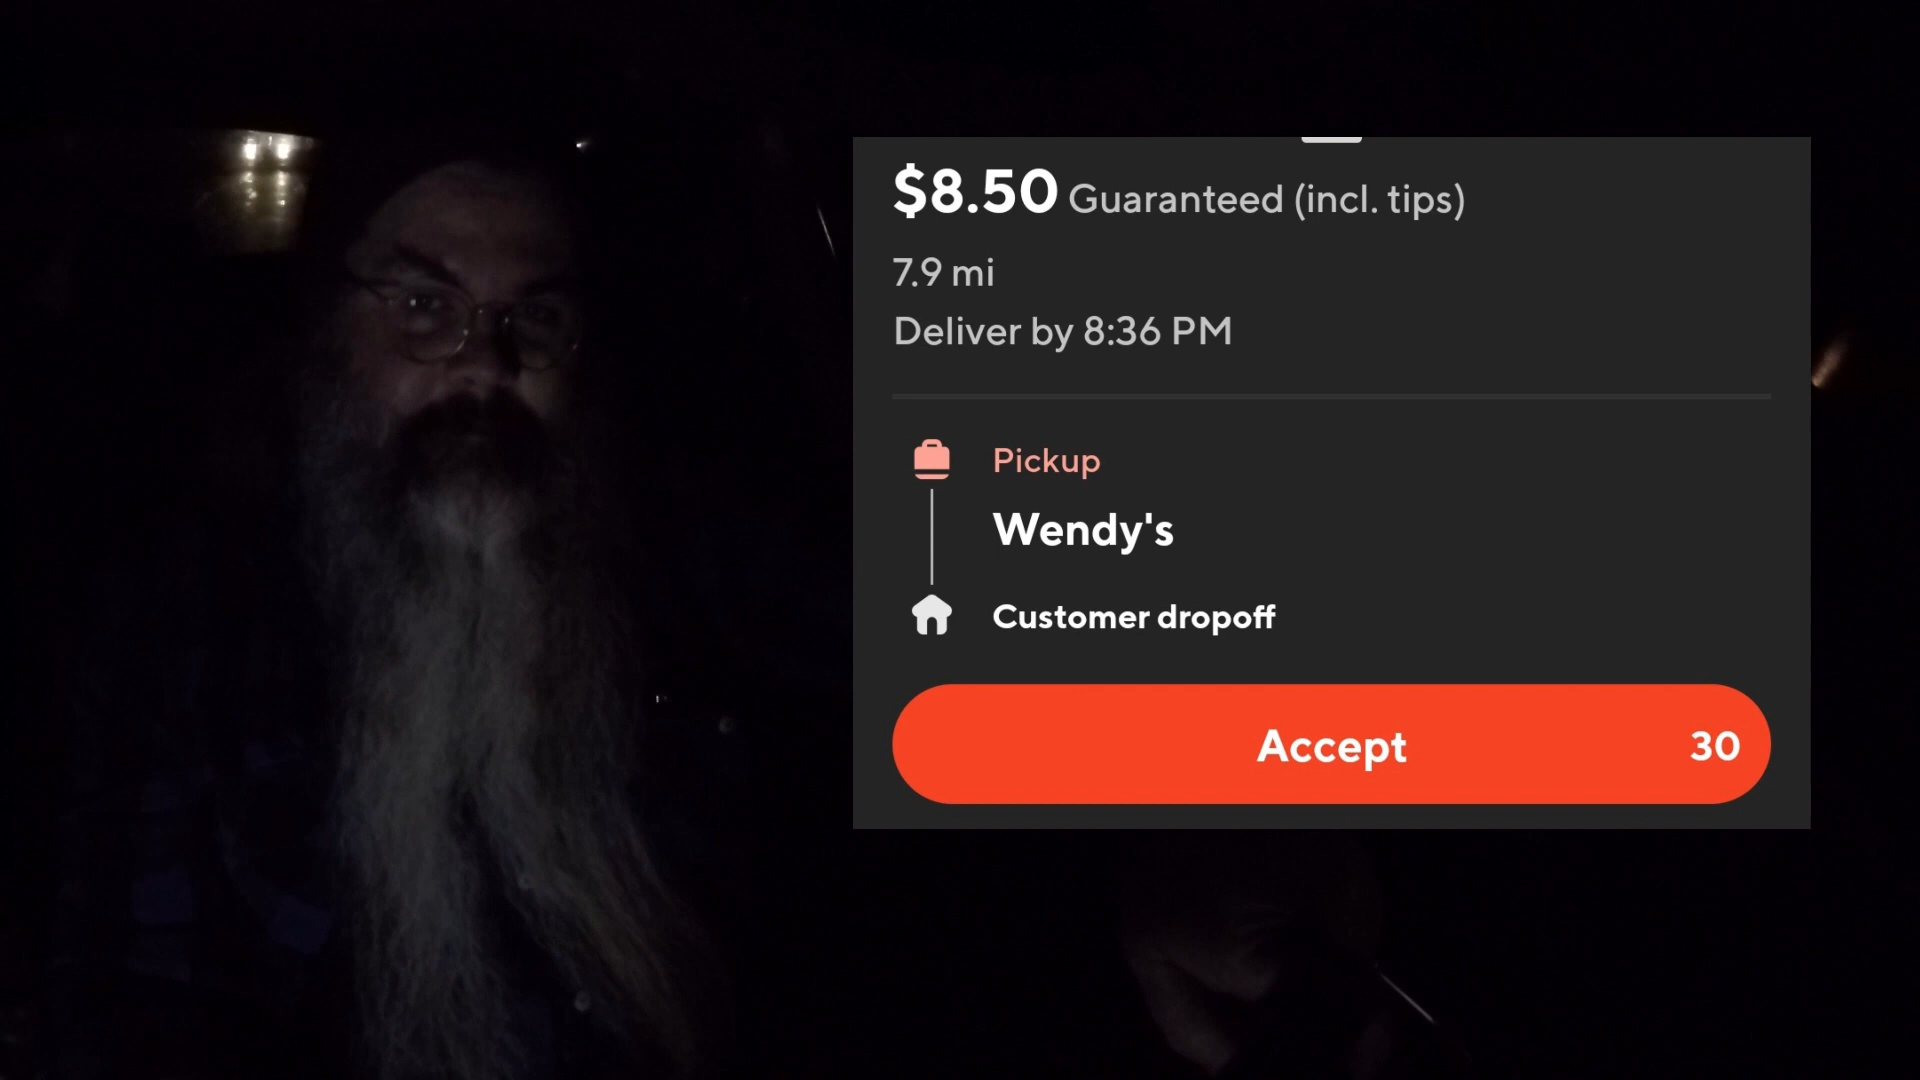 $8.50 Guaranteed (incl. tips)
7.9 mi
Deliver by 8:36 PM
Pickup
Wendy's
Customer dropoff
Accept 30